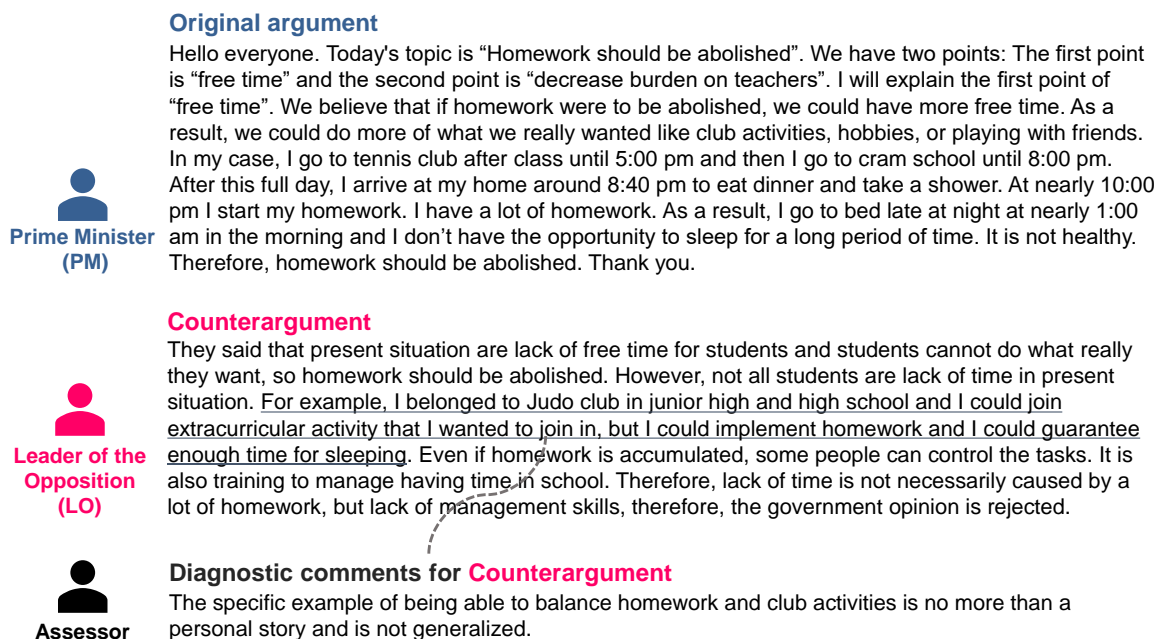 Original argument
Hello everyone. Today's topic is “Homework should be abolished”. We have two points: The first point
is “free time” and the second point is “decrease burden on teachers”. I will explain the first point of
“free time”. We believe that if homework were to be abolished, we could have more free time. As a
result, we could do more of what we really wanted like club activities, hobbies, or playing with friends.
In my case, I go to tennis club after class until 5:00 pm and then I go to cram school until 8:00 pm.
After this full day, I arrive at my home around 8:40 pm to eat dinner and take a shower. At nearly 10:00
pm I start my homework. I have a lot of homework. As a result, I go to bed late at night at nearly 1:00
am in the morning and I don’t have the opportunity to sleep for a long period of time. It is not healthy.
Therefore, homework should be abolished. Thank you.
Prime Minister
(PM)
Counterargument
They said that present situation are lack of free time for students and students cannot do what really
they want, so homework should be abolished. However, not all students are lack of time in present
situation. For example, I belonged to Judo club in junior high and high school and I could join
extracurricular activity that I wanted to join in, but I could implement homework and I could guarantee
enough time for sleeping. Even if homework is accumulated, some people can control the tasks. It is
also training to manage having time in school. Therefore, lack of time is not necessarily caused by a
lot of homework, but lack of management skills, therefore, the government opinion is rejected.
Leader of the
Opposition
(LO)
Diagnostic comments for Counterargument
The specific example of being able to balance homework and club activities is no more than a
personal story and is not generalized.
Assessor